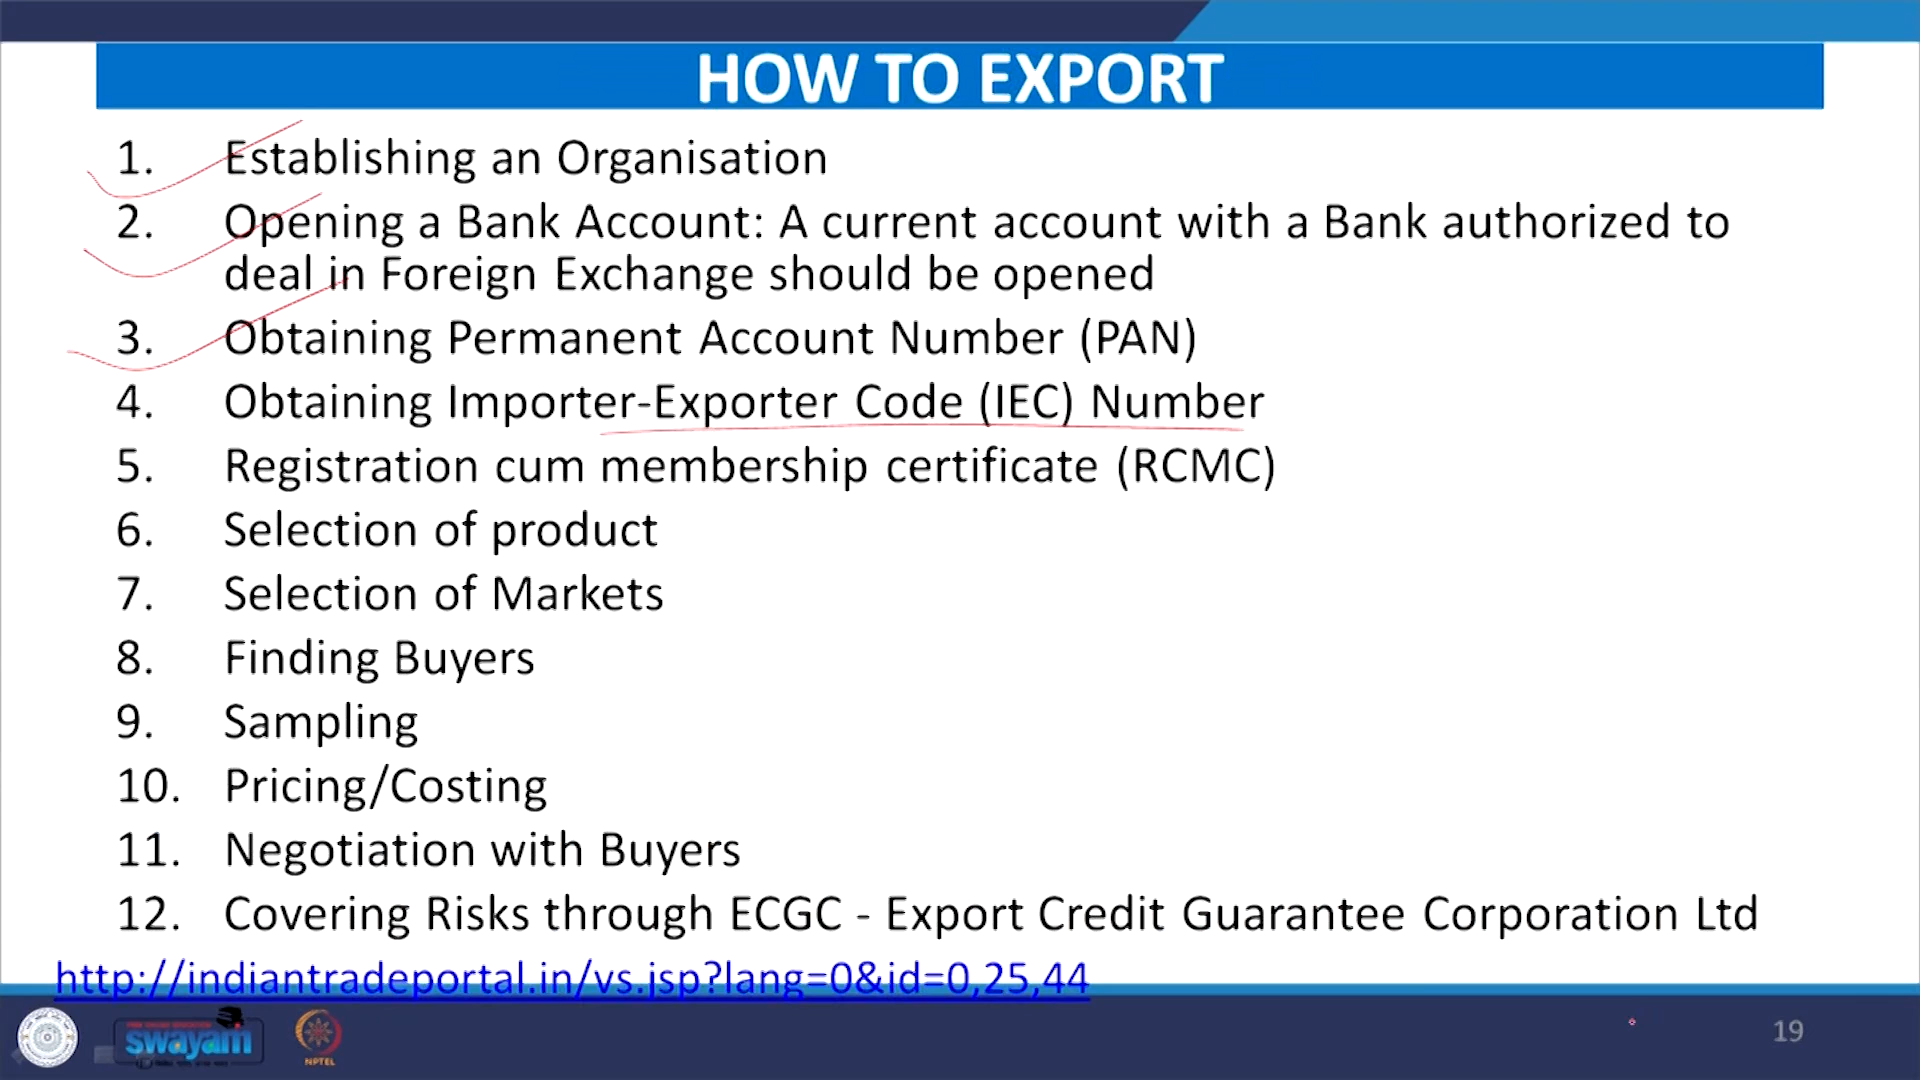 HOW TO EXPORT
1. Establishing an Organisation
2. Opening a Bank Account: A current account with a Bank authorized to
deal in Foreign Exchange should be opened
3. Obtaining Permanent Account Number (PAN)
4. Obtaining Importer-Exporter Code (IEC) Number
5. Registration cum membership certificate (RCMC)
6. Selection of product
7. Selection of Markets
8. Finding Buyers
9. Sampling
10. Pricing/Costing
11. Negotiation with Buyers
12. Covering Risks through ECGC - Export Credit Guarantee Corporation Ltd
http://indiantradeportal.in/vs.jsp?lang=0&id=0,25,44
swayam
NPTEL
19